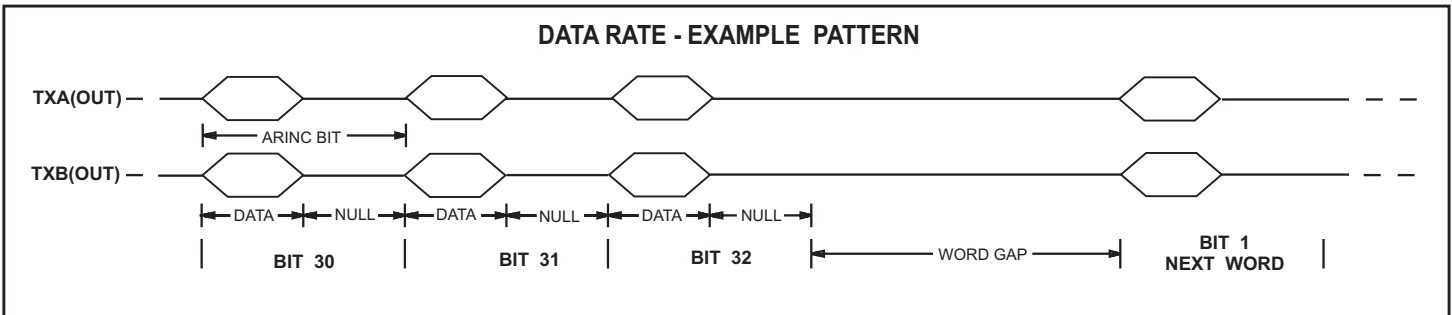 DATA RATE - EXAMPLE PATTERN
TXA(OUT)
ARINC BIT
TXB(OUT)
DATA NULL DATA NULL DATA NULL
BIT 30 BIT 31 BIT 32 WORD GAP BIT 1
NEXT WORD